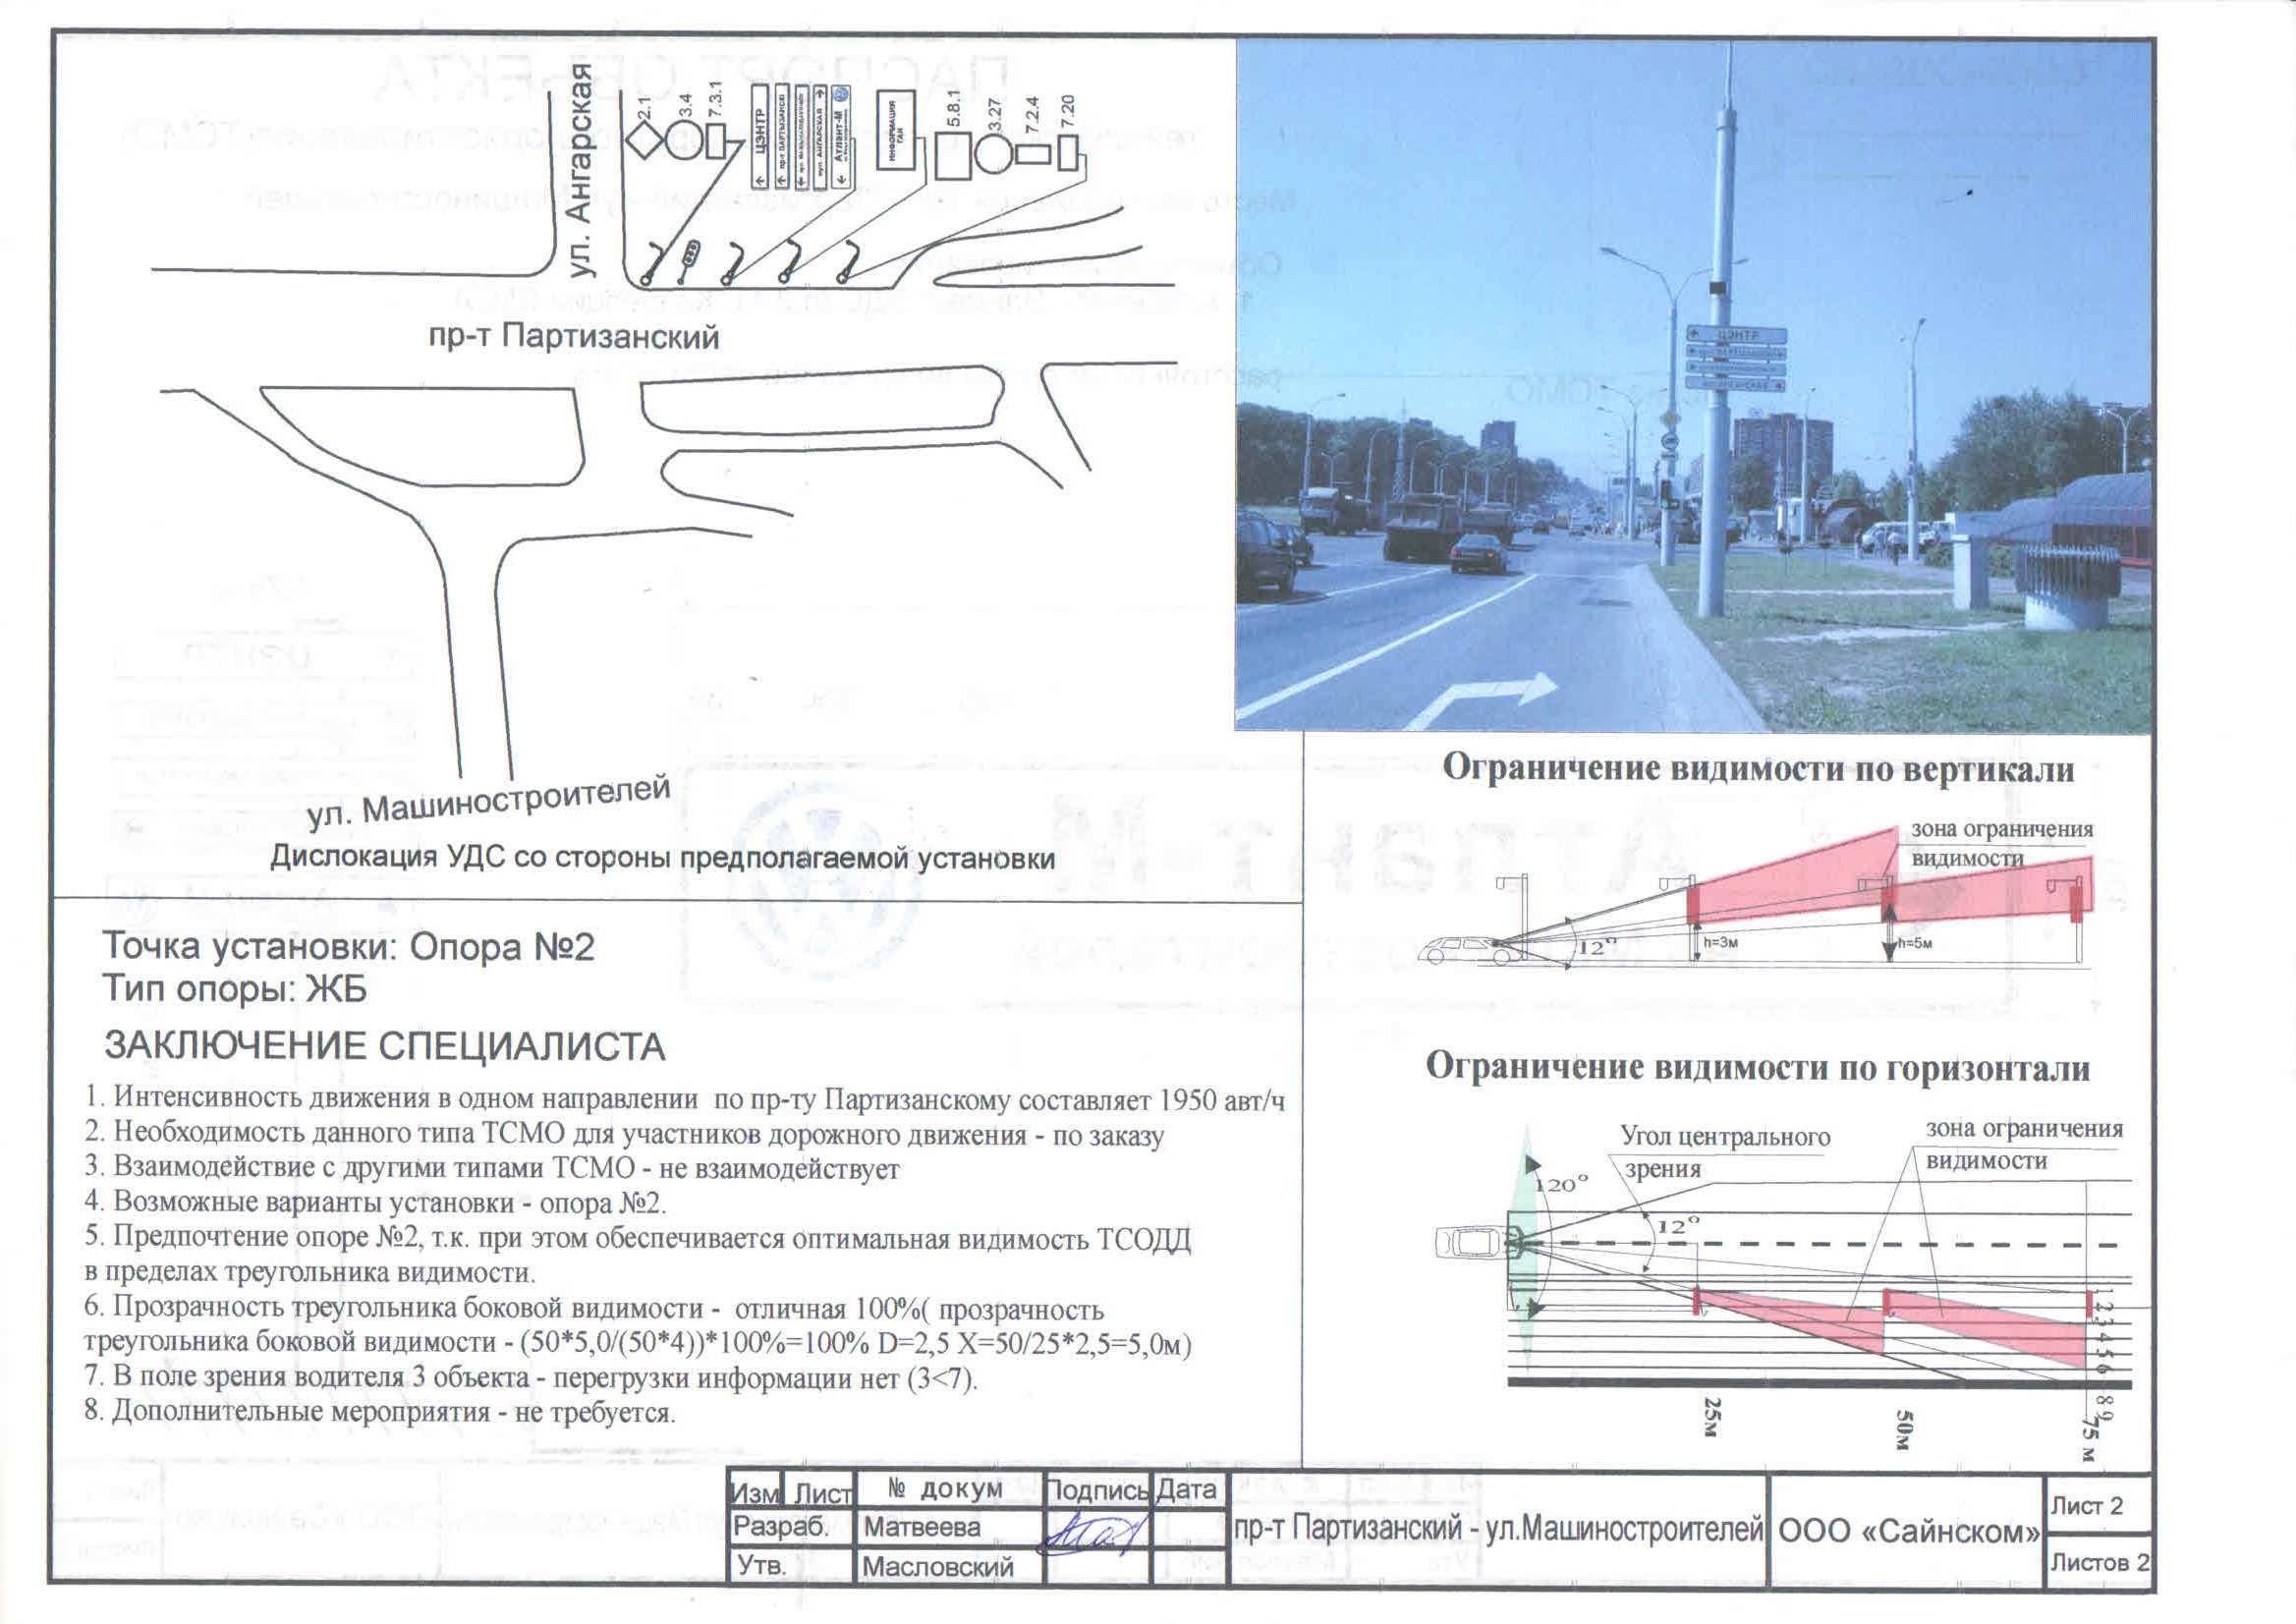 ул. Ангарская
2.1
3.4
7.3.1
ЦЭНТР
пр-т ПАРТИЗАНСКІ
вул. АНГАРСКАЯ
Атлант-М
ИНФОРМАЦИЯ
ГАИ
5.8.1
3.27
7.2.4
7.20
пр-т Партизанский
ул. Машиностроителей
Дислокация УДС со стороны предполагаемой установки
ЦЭНТР
Точка установки: Опора №2
Тип опоры: ЖБ
ЗАКЛЮЧЕНИЕ СПЕЦИАЛИСТА
1. Интенсивность движения в одном направлении по пр-ту Партизанскому составляет 1950 авт/ч
2. Необходимость данного типа ТСМО для участников дорожного движения - по заказу
3. Взаимодействие с другими типами ТСМО - не взаимодействует
4. Возможные варианты установки - опора №2.
5. Предпочтение опоре №2, т.к. при этом обеспечивается оптимальная видимость ТСОДД
в пределах треугольника видимости.
6. Прозрачность треугольника боковой видимости - отличная 100%( прозрачность
треугольника боковой видимости - (50*5,0/(50*4))*100%=100% D=2,5 X=50/25*2,5=5,0м)
7. В поле зрения водителя 3 объекта - перегрузки информации нет (3<7).
8. Дополнительные мероприятия - не требуется.
Ограничение видимости по вертикали
зона ограничения
видимости
12°
h=3м
h=5м
Ограничение видимости по горизонтали
Угол центрального
зрения
зона ограничения
видимости
120°
12°
1 2 3 4 5 6 8 9
25м
50м
75 м
Изм Лист № докум Подпись Дата
Разраб. Матвеева
Утв. Масловский
пр-т Партизанский - ул.Машиностроителей
ООО «Сайнском»
Лист 2
Листов 2